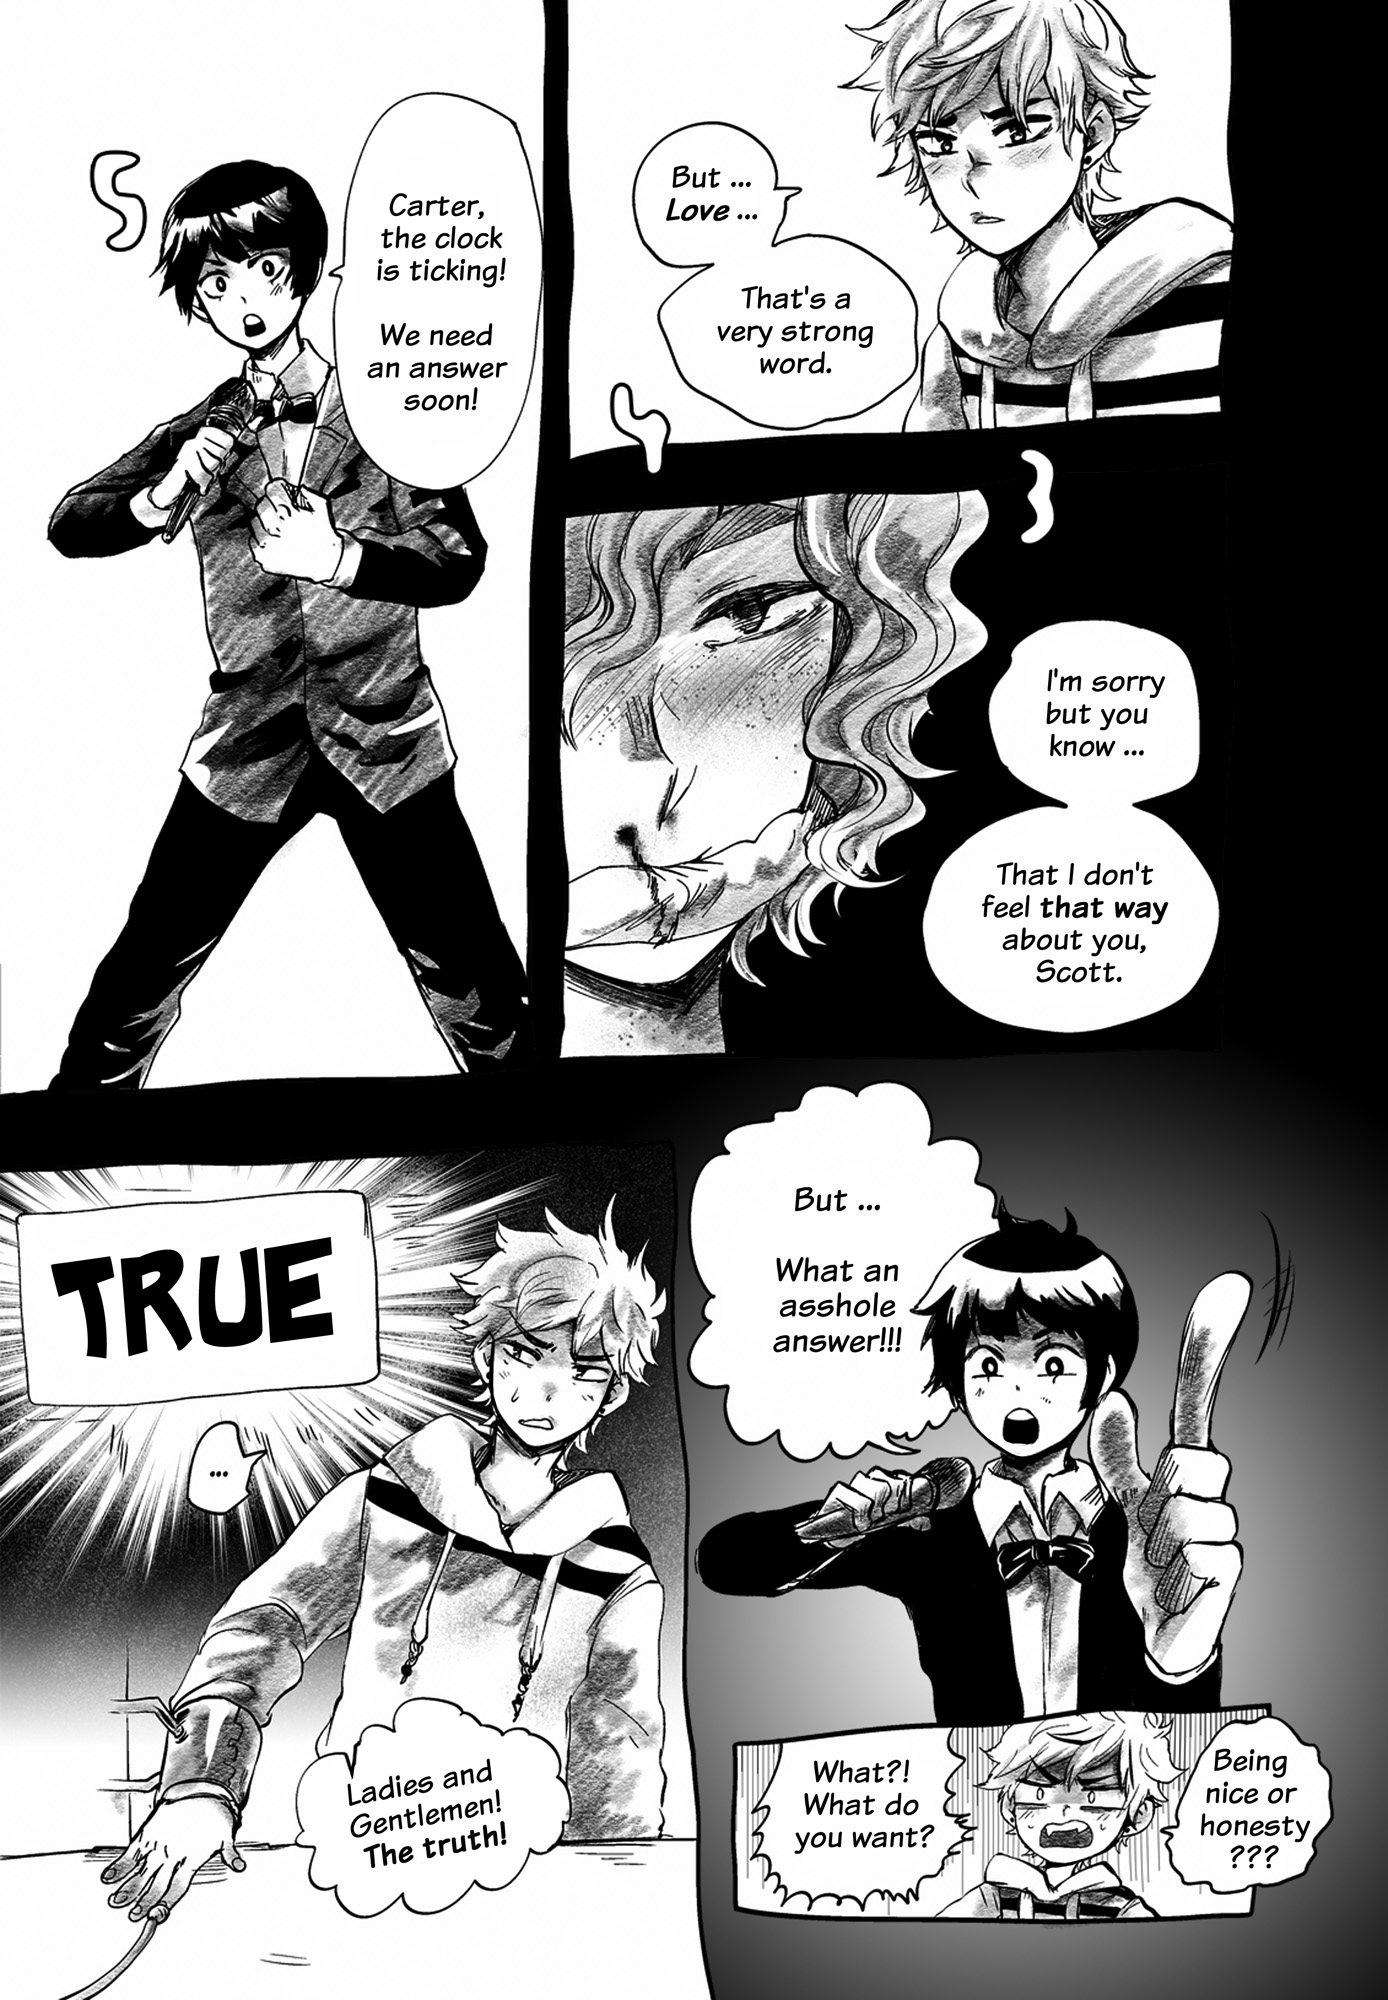 Carter,
the clock
is ticking!
We need
an answer
soon!
But ...
Love ...
That's a
very strong
word.
I'm sorry
but you
know ...
That I don't
feel that way
about you,
Scott.
TRUE
...
Ladies and
Gentlemen!
The truth!
But ...
What an
asshole
answer!!!
What?!
What do
you want?
Being
nice or
honesty
???